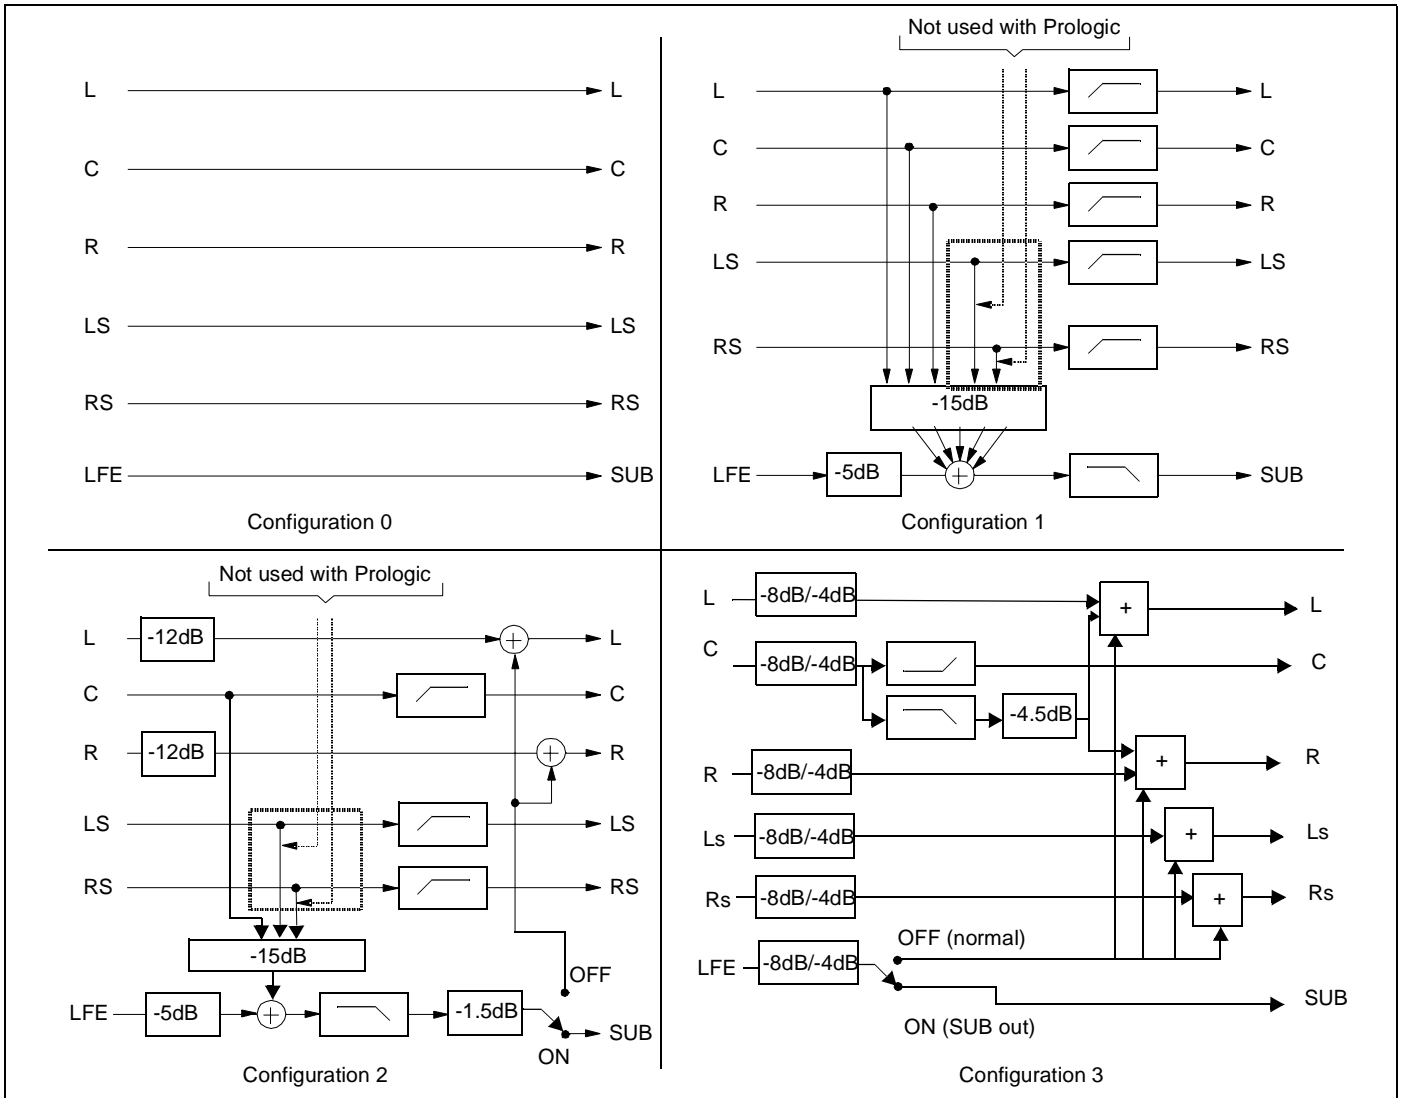 L L
C C
R R
LS LS
RS RS
LFE SUB
Configuration 0
Not used with Prologic
L L
C C
R R
LS LS
RS RS
-15dB
LFE -5dB + SUB
Configuration 1
Not used with Prologic
L -12dB + L
C C
R -12dB + R
LS LS
RS RS
-15dB
OFF
LFE -5dB + -1.5dB SUB
ON
Configuration 2
L -8dB/-4dB + L
C -8dB/-4dB C
-4.5dB
R -8dB/-4dB + R
Ls -8dB/-4dB + Ls
Rs -8dB/-4dB + Rs
OFF (normal)
LFE -8dB/-4dB
SUB
ON (SUB out)
Configuration 3